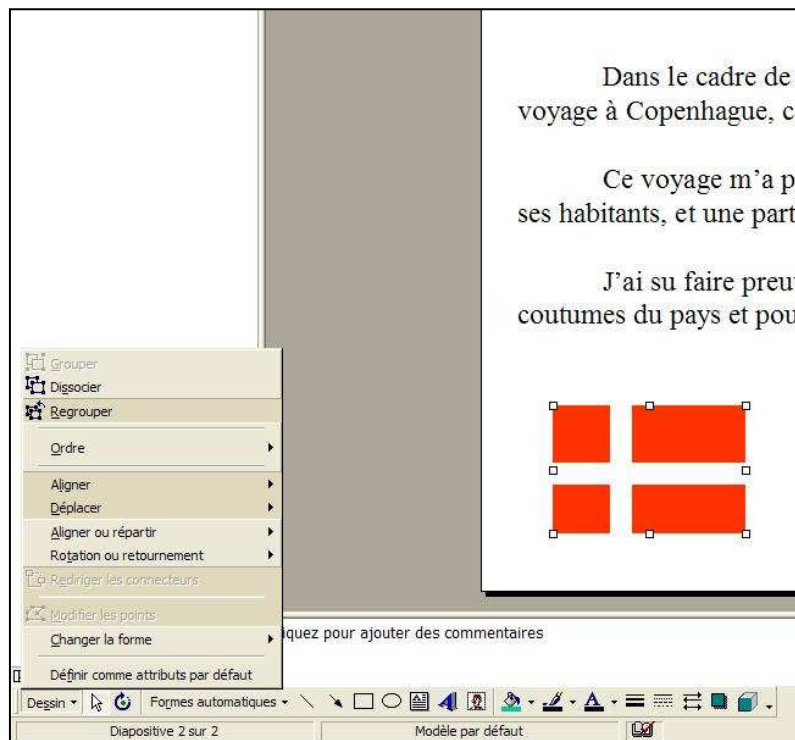 Dans le cadre de
voyage à Copenhague, c
Ce voyage m'a p
ses habitants, et une part
J'ai su faire preu
coutumes du pays et pou
Grouper
Dissocier
Regrouper
Ordre
Aligner
Déplacer
Aligner ou répartir
Rotation ou retournement
Rediriger les connecteurs
Modifier les points
Changer la forme
Définir comme attributs par défaut
iquez pour ajouter des commentaires
Dessin Formes automatiques
Diapositive 2 sur 2 Modèle par défaut